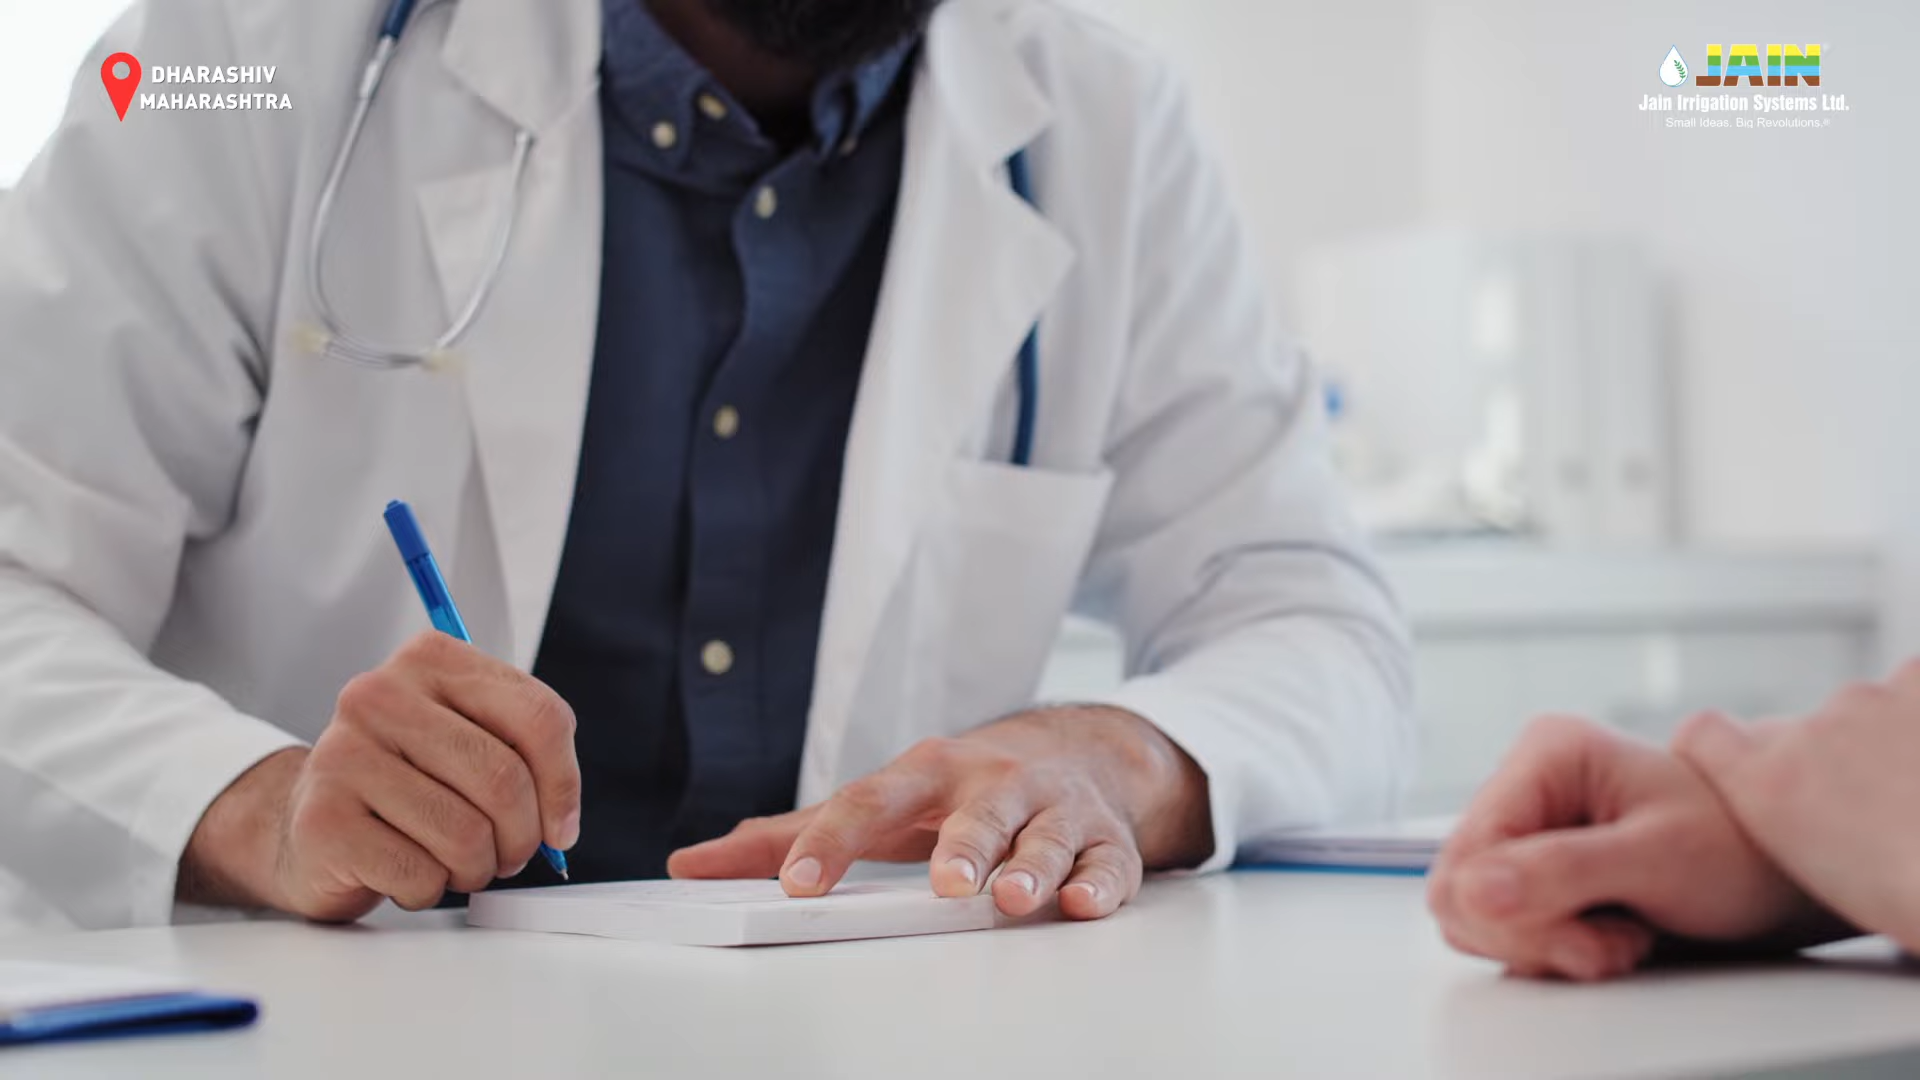 DHARASHIV
MAHARASHTRA
JAIN
Jain Irrigation Systems Ltd.
Small Ideas. Big Revolutions.®